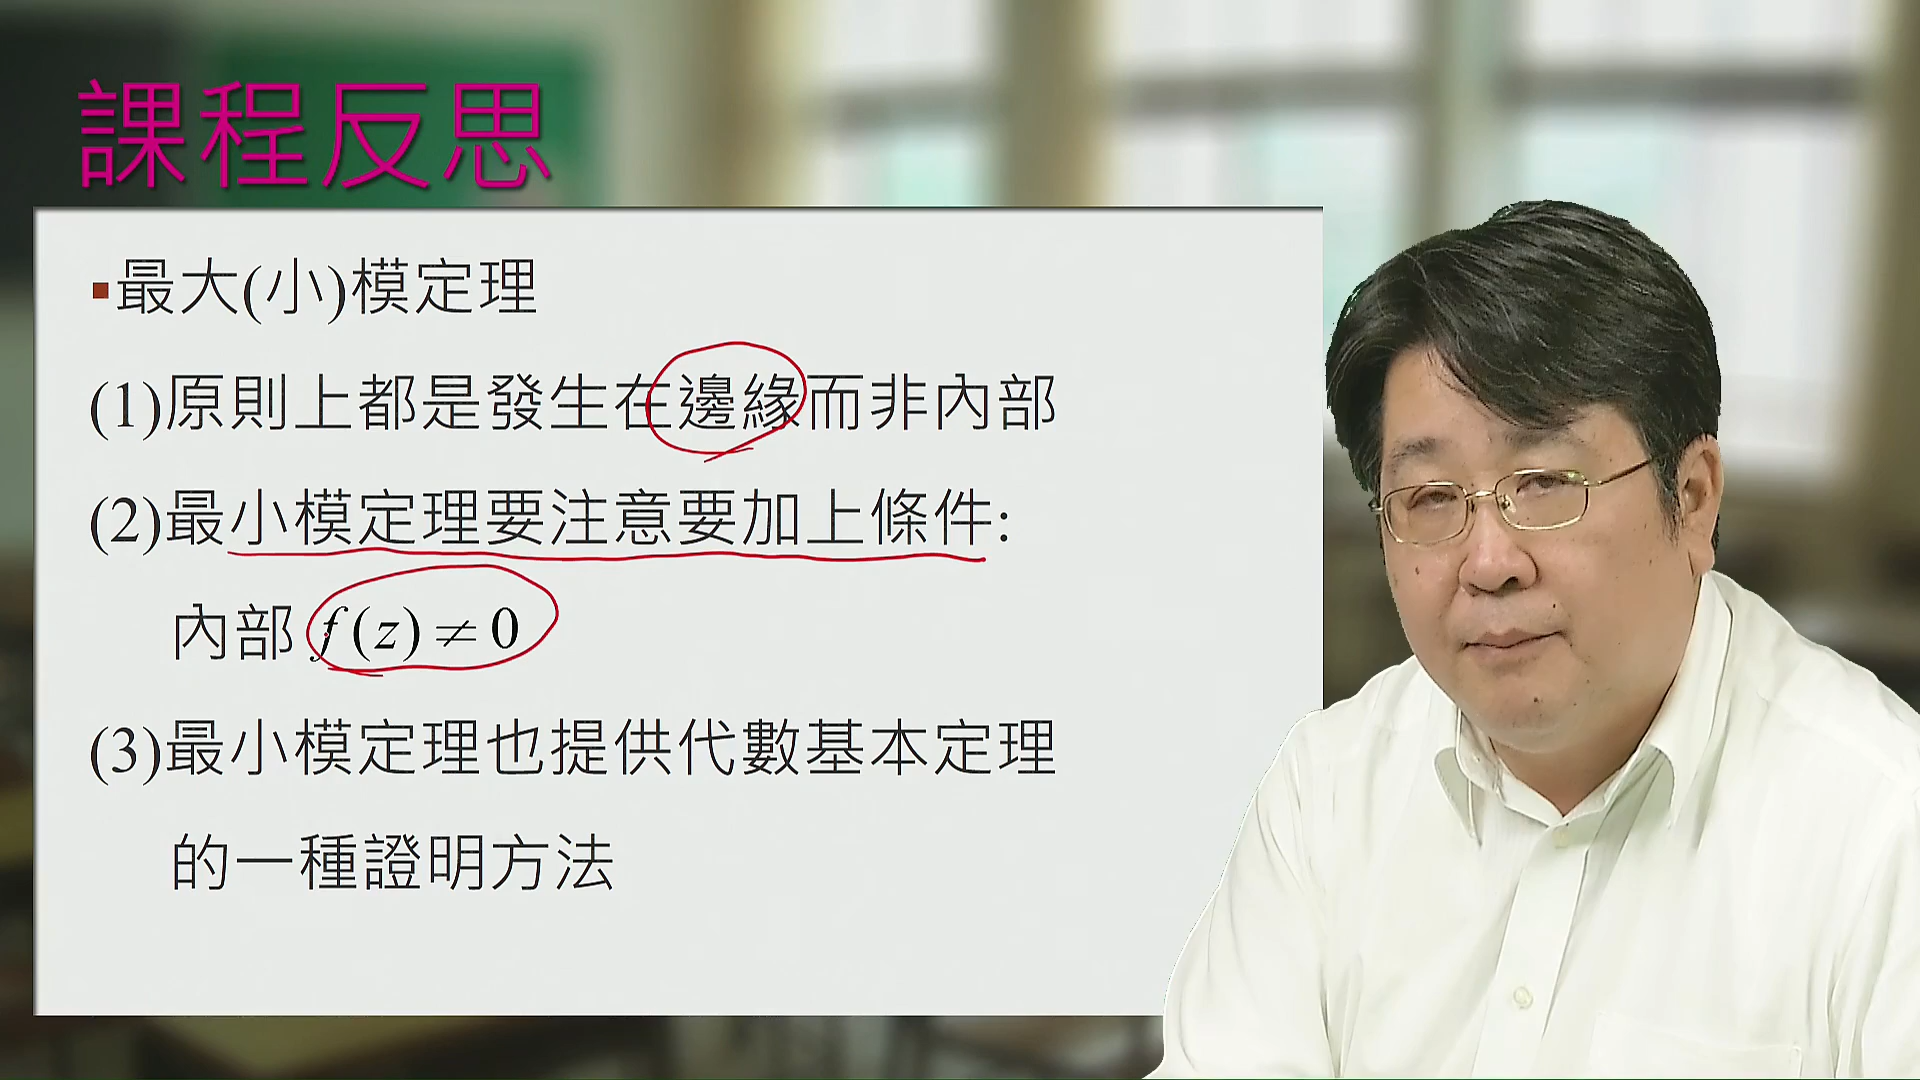 課程反思
▪最大(小)模定理
(1)原則上都是發生在邊緣而非內部
(2)最小模定理要注意要加上條件:
內部 f(z)≠0
(3)最小模定理也提供代數基本定理
的一種證明方法